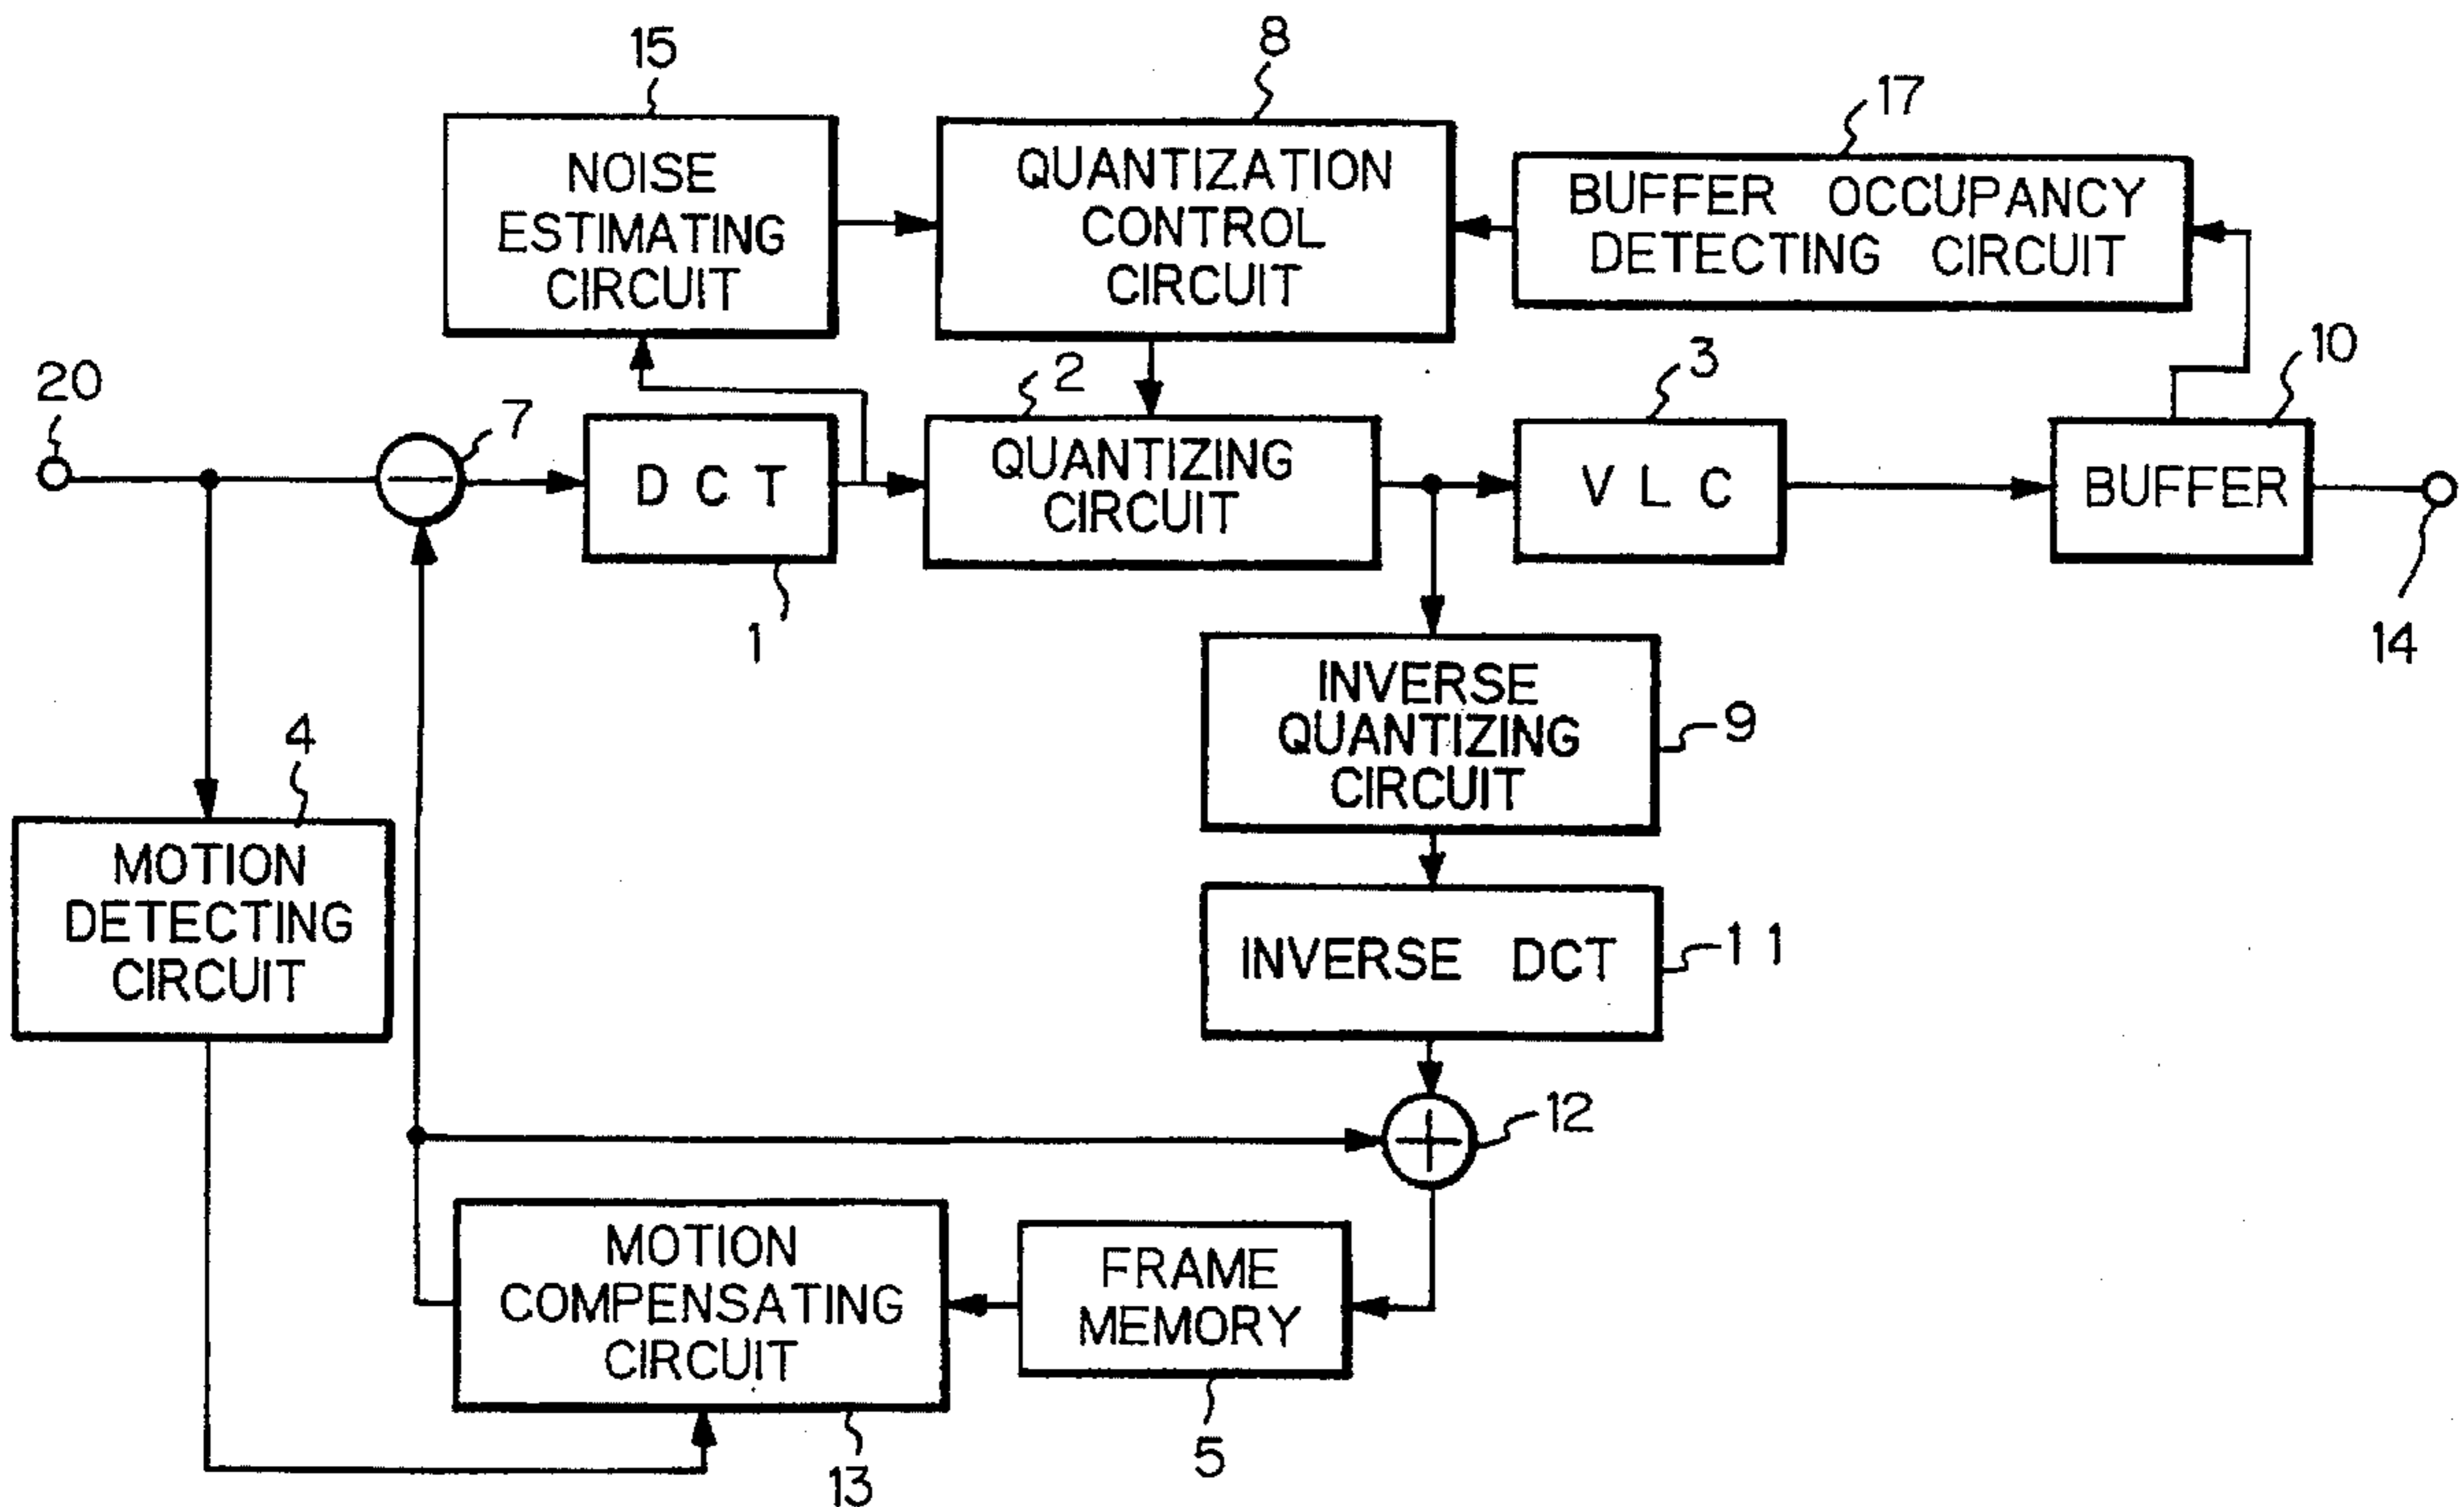 15
8
17
NOISE
ESTIMATING
CIRCUIT
QUANTIZATION
CONTROL
CIRCUIT
BUFFER OCCUPANCY
DETECTING CIRCUIT
20
7
2
3
10
D C T
QUANTIZING
CIRCUIT
V L C
BUFFER
1
14
INVERSE
QUANTIZING
CIRCUIT
9
4
MOTION
DETECTING
CIRCUIT
INVERSE DCT
11
12
MOTION
COMPENSATING
CIRCUIT
FRAME
MEMORY
13
5